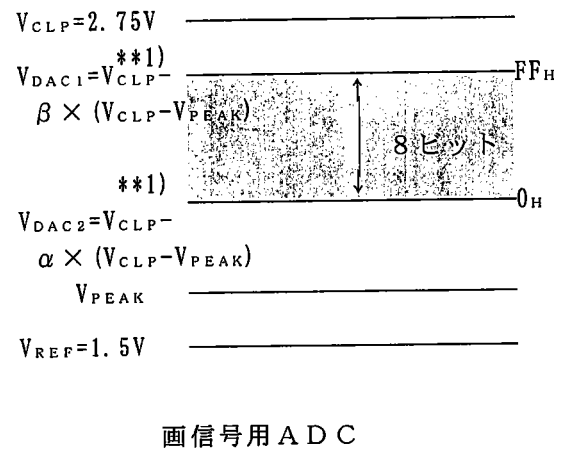 VCLP=2.75V
**1)
VDAC1=VCLP− FFH
β×(VCLP−VPEAK)
8ビット
**1)
0H
VDAC2=VCLP−
α×(VCLP−VPEAK)
VPEAK
VREF=1.5V
画信号用ADC